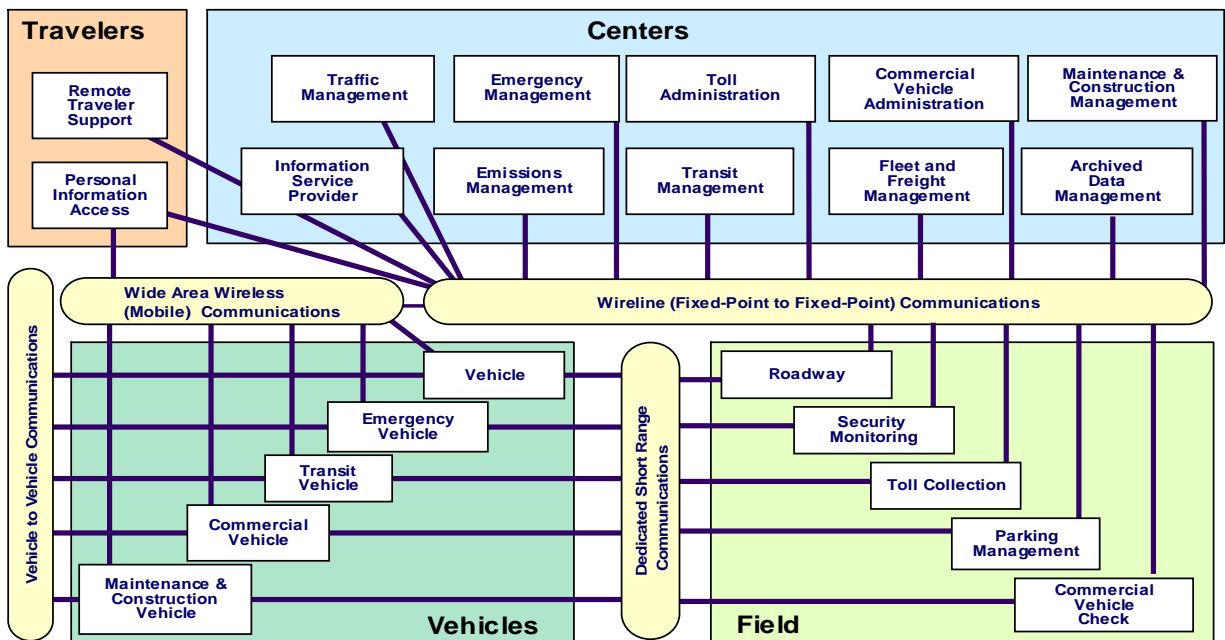 Travelers
Remote
Traveler
Support
Personal
Information
Access
Centers
Traffic
Management
Emergency
Management
Toll
Administration
Commercial
Vehicle
Administration
Maintenance &
Construction
Management
Information
Service
Provider
Emissions
Management
Transit
Management
Fleet and
Freight
Management
Archived
Data
Management
Wide Area Wireless
(Mobile) Communications
Wireline (Fixed-Point to Fixed-Point) Communications
Vehicle to Vehicle Communications
Vehicle
Emergency
Vehicle
Transit
Vehicle
Commercial
Vehicle
Maintenance &
Construction
Vehicle
Vehicles
Dedicated Short Range
Communications
Roadway
Security
Monitoring
Toll Collection
Parking
Management
Commercial
Vehicle
Check
Field